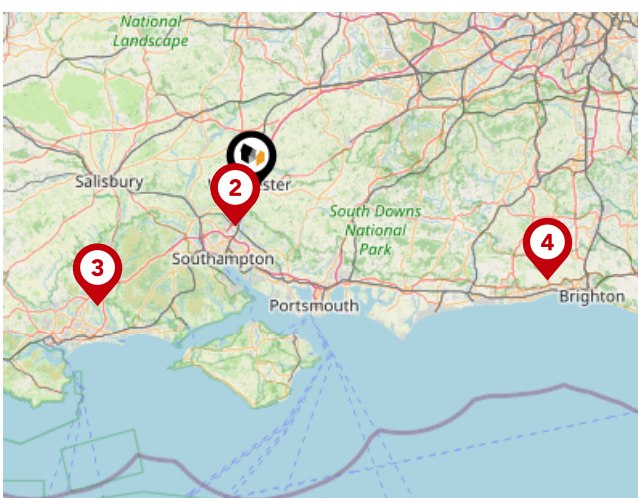 National
Landscape
Salisbury
2
South Downs
National
Park
4
Southampton
3
Brighton
Portsmouth